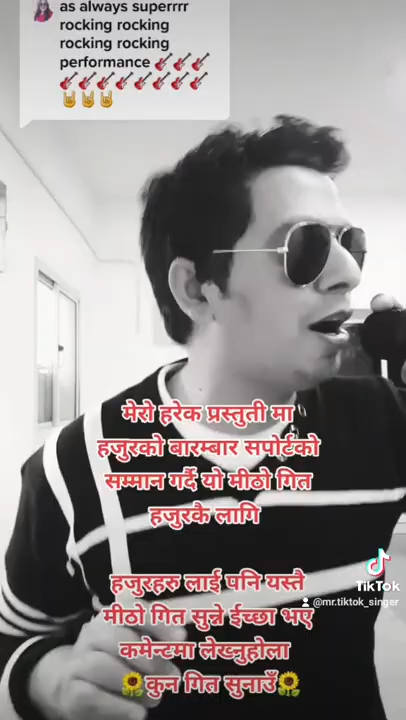 as always superrrr
rocking rocking
rocking rocking
performance 🎸🎸🎸
🎸🎸🎸🎸🎸🎸🎸🎸
🤘🤘🤘
मेरो हरेक प्रस्तुती मा
हजुरको बारम्बार सपोर्टको
सम्मान गर्दै यो मीठो गित
हजुरकै लागि
हजुरहरु लाई पनि यस्तै
मीठो गित सुन्ने ईच्छा भए
कमेन्टमा लेख्नुहोला
🌻कुन गित सुनाउँ🌻
TikTok
@mr.tiktok_singer